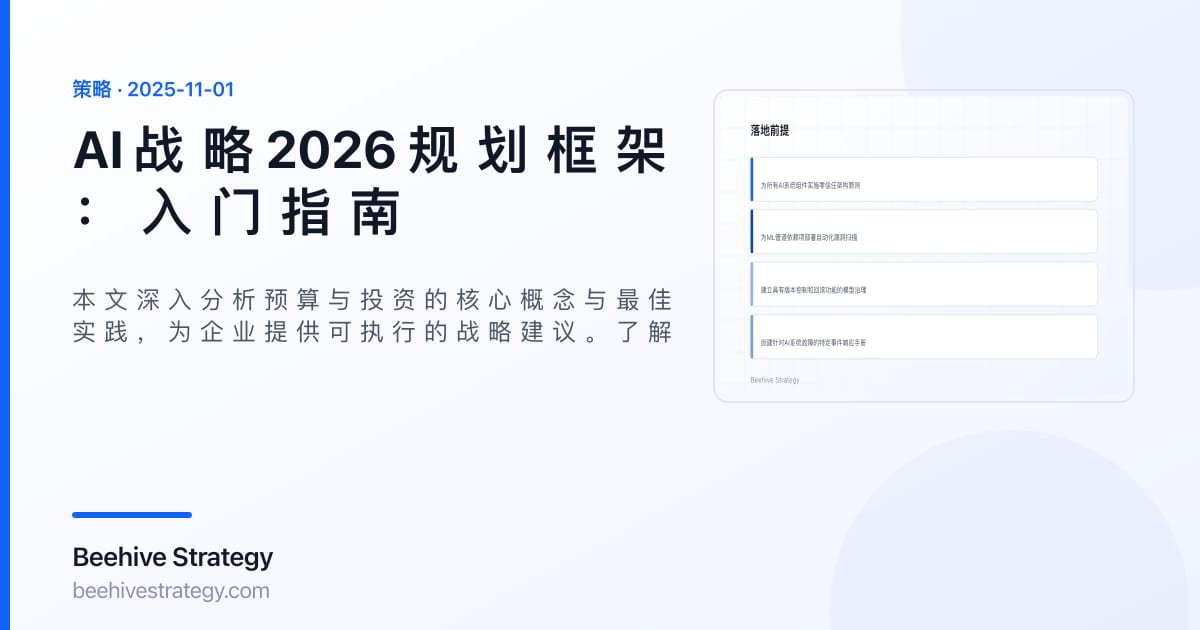 策略 · 2025-11-01
AI战略2026规划框架
：入门指南
本文深入分析预算与投资的核心概念与最佳
实践，为企业提供可执行的战略建议。了解
落地前提
为所有AI系统组件实施零信任架构原则
为ML管道依赖项部署自动化漏洞扫描
建立具有版本控制和回滚功能的模型治理
创建针对AI系统故障的特定事件响应手册
Beehive Strategy
Beehive Strategy
beehivestrategy.com